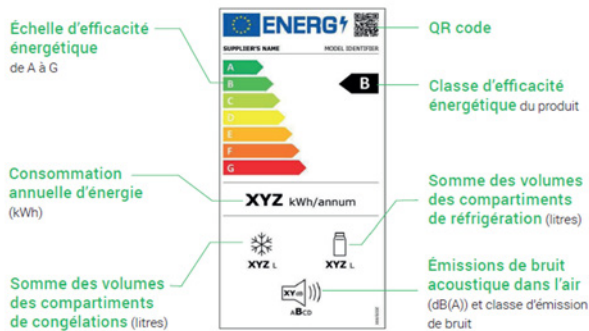 Échelle d'efficacité
énergétique
de A à G
Consommation
annuelle d'énergie
(kWh)
Somme des volumes
des compartiments
de congélations (litres)
ENERG
SUPPLIER'S NAME MODEL IDENTIFIER
A
B
C
D
E
F
G
B
XYZ kWh/annum
XYZ L
XYZ L
XY dB
ABCD
QR code
Classe d'efficacité
énergétique du produit
Somme des volumes
des compartiments
de réfrigération (litres)
Émissions de bruit
acoustique dans l'air
(dB(A)) et classe d'émission
de bruit